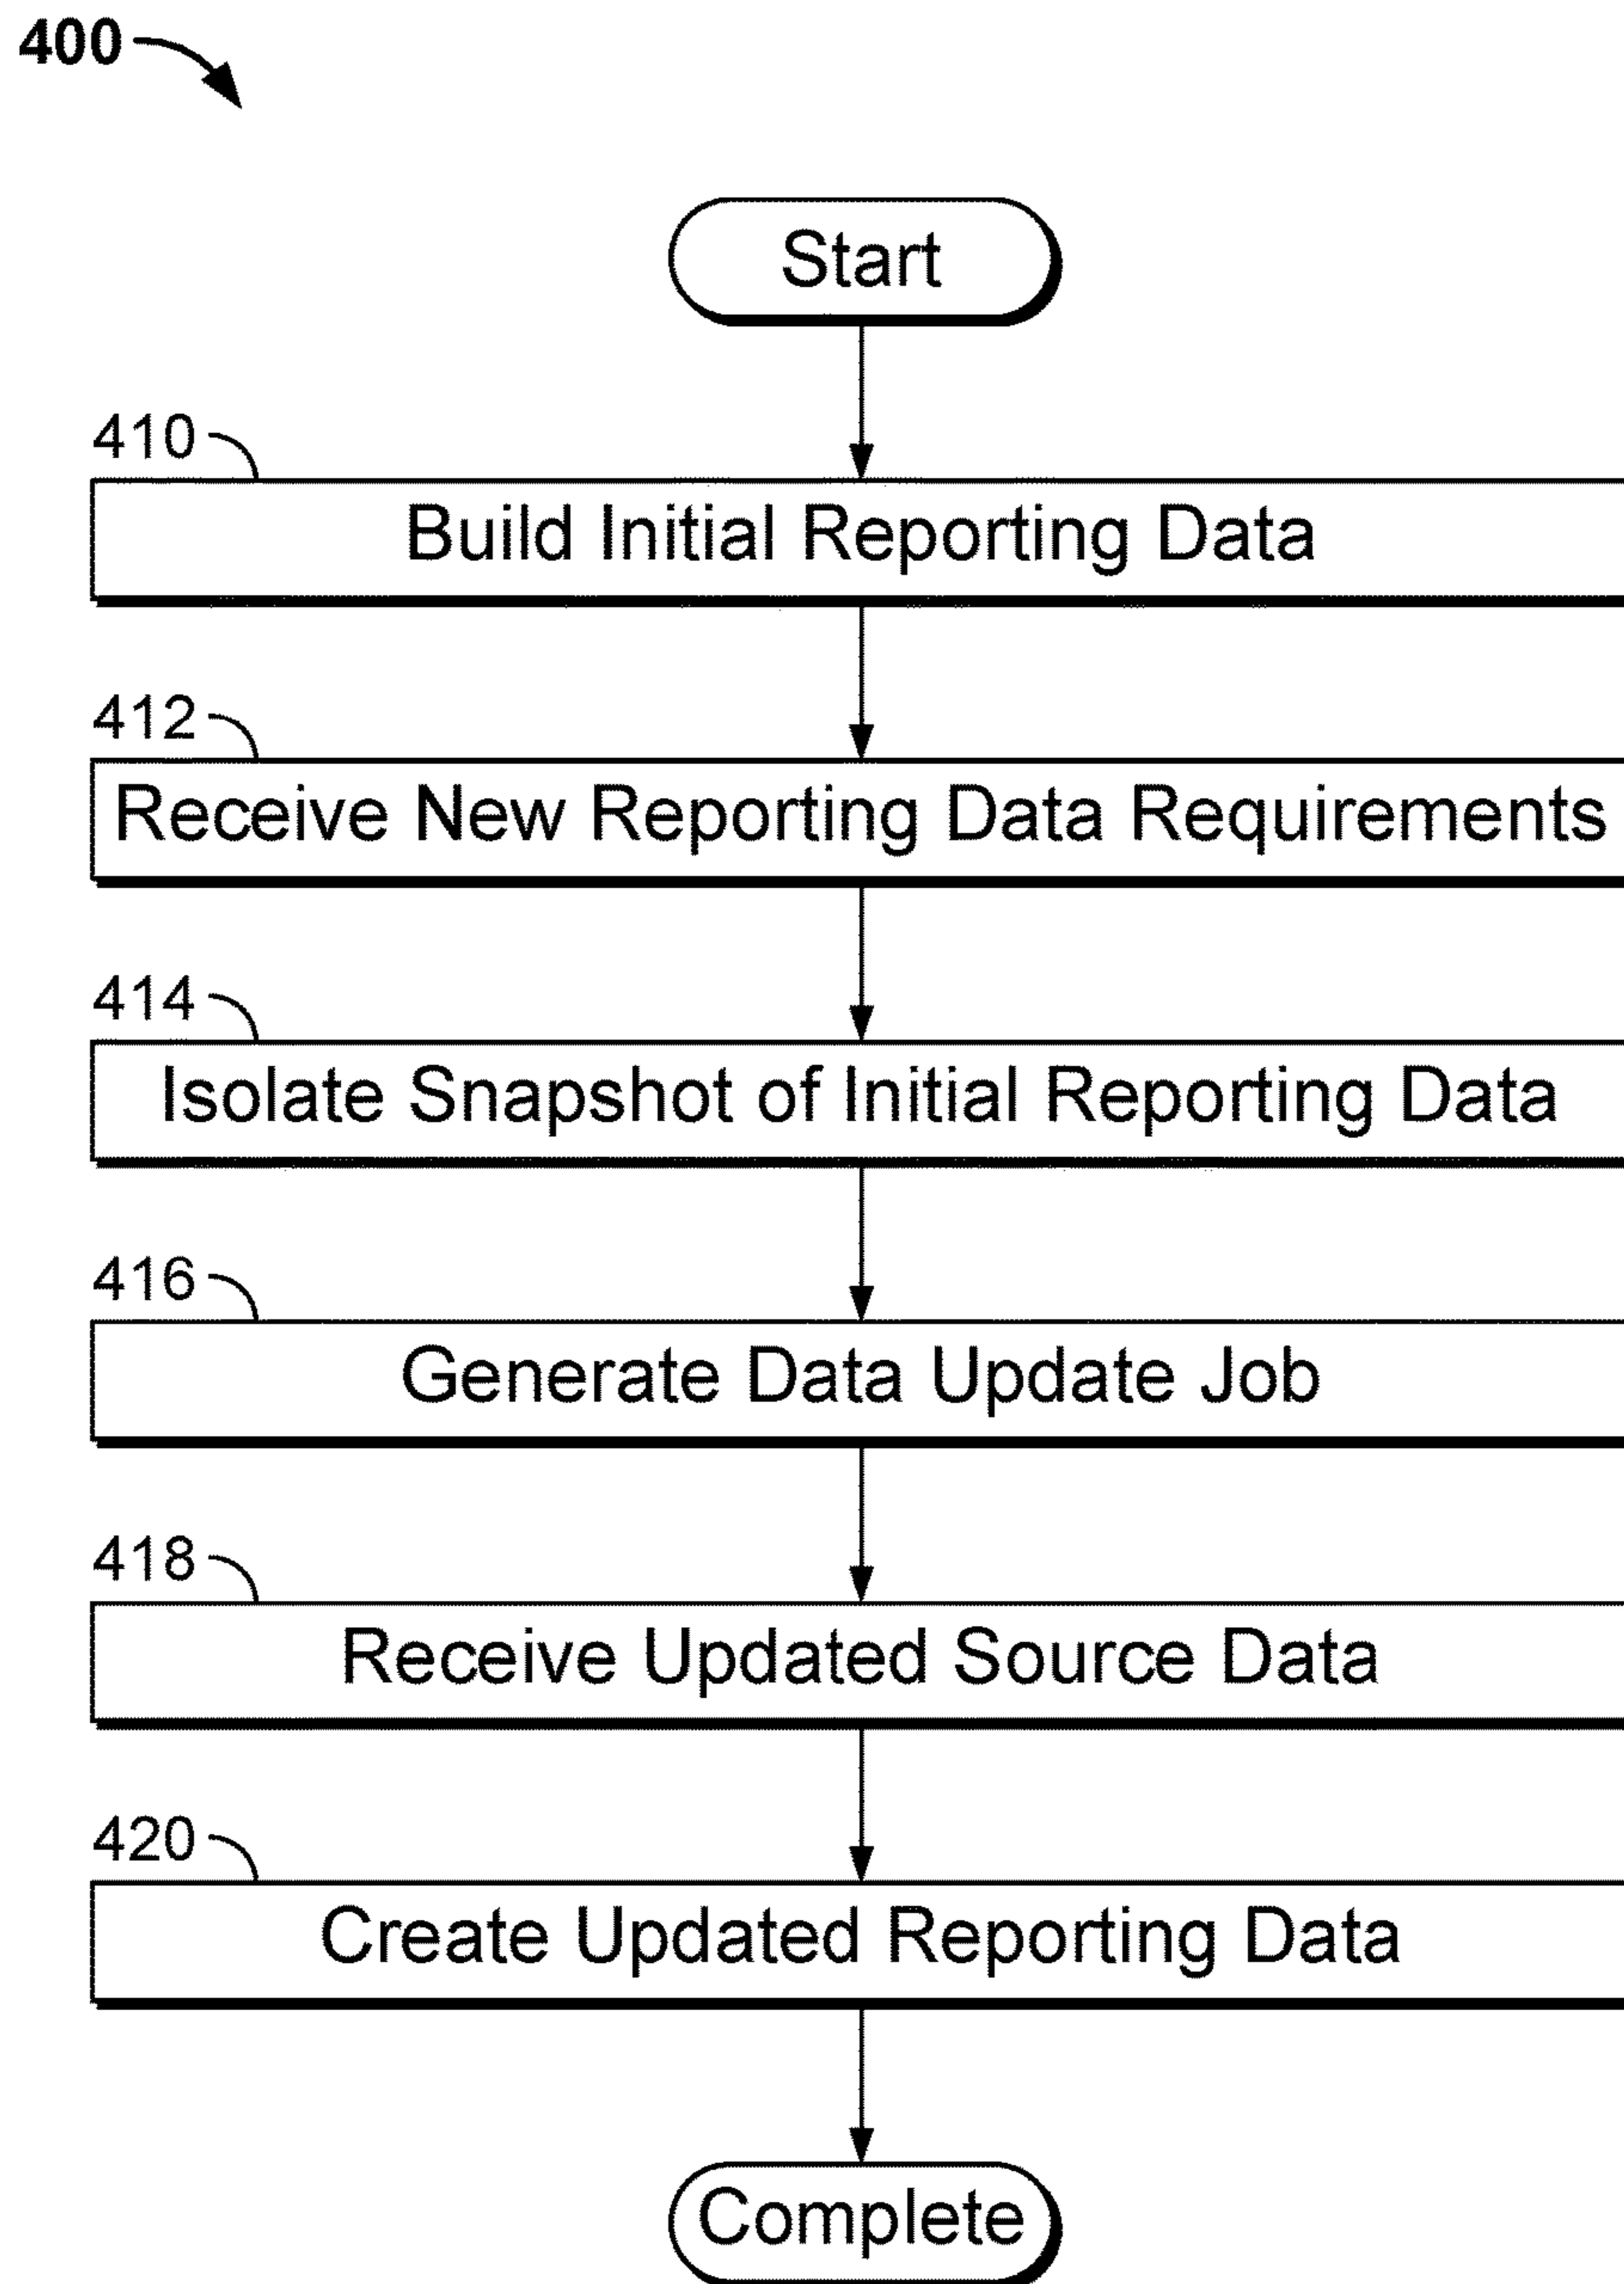 400
Start
410
Build Initial Reporting Data
412
Receive New Reporting Data Requirements
414
Isolate Snapshot of Initial Reporting Data
416
Generate Data Update Job
418
Receive Updated Source Data
420
Create Updated Reporting Data
Complete